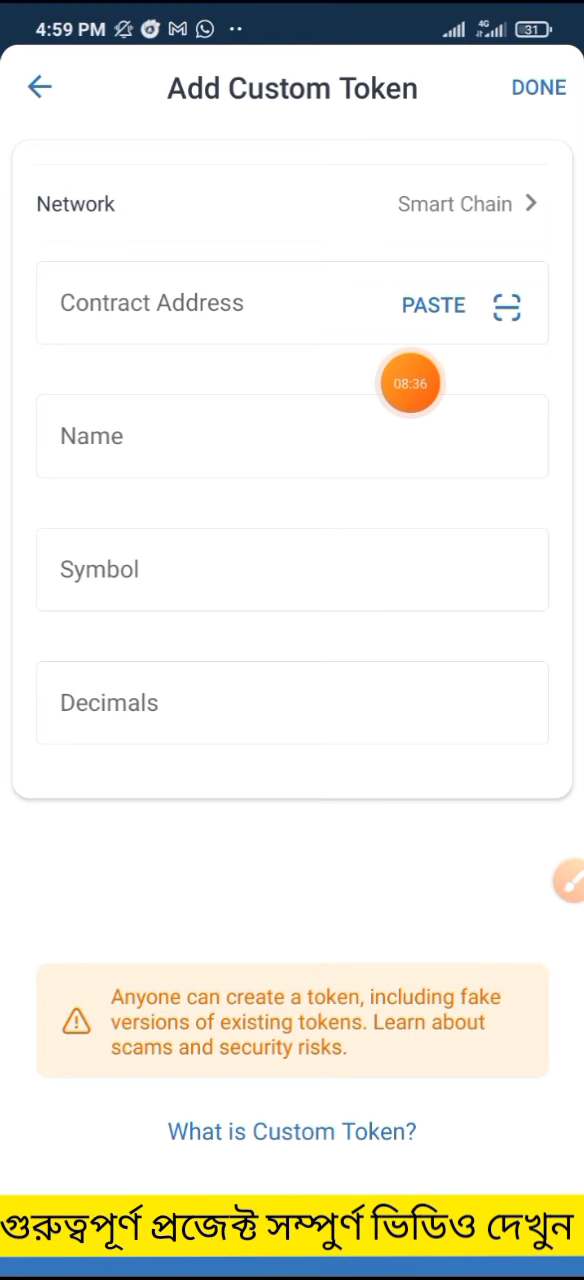 4:59 PM
4G
31
Add Custom Token
DONE
Network
Smart Chain
Contract Address
PASTE
08:36
Name
Symbol
Decimals
Anyone can create a token, including fake
versions of existing tokens. Learn about
scams and security risks.
What is Custom Token?
গুরুত্বপূর্ণ প্রজেক্ট সম্পুর্ণ ভিডিও দেখুন